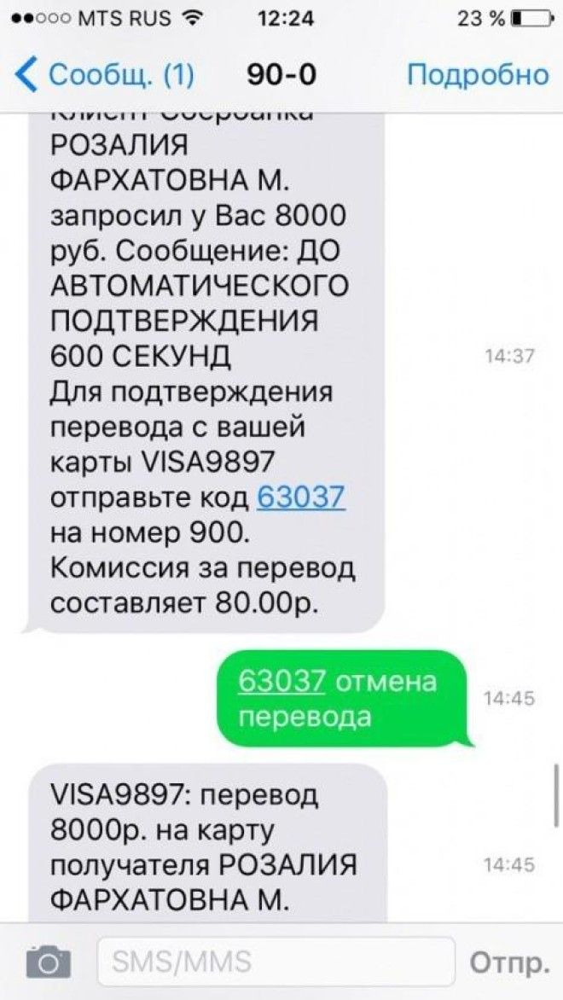 MTS RUS 12:24 23 %
Сообщ. (1) 90-0 Подробно
Клиент Сбербанка
РОЗАЛИЯ
ФАРХАТОВНА М.
запросил у Вас 8000
руб. Сообщение: ДО
АВТОМАТИЧЕСКОГО
ПОДТВЕРЖДЕНИЯ
600 СЕКУНД
14:37
Для подтверждения
перевода с вашей
карты VISA9897
отправьте код 63037
на номер 900.
Комиссия за перевод
составляет 80.00р.
63037 отмена
перевода
14:45
VISA9897: перевод
8000р. на карту
получателя РОЗАЛИЯ
14:45
ФАРХАТОВНА М.
SMS/MMS Отпр.